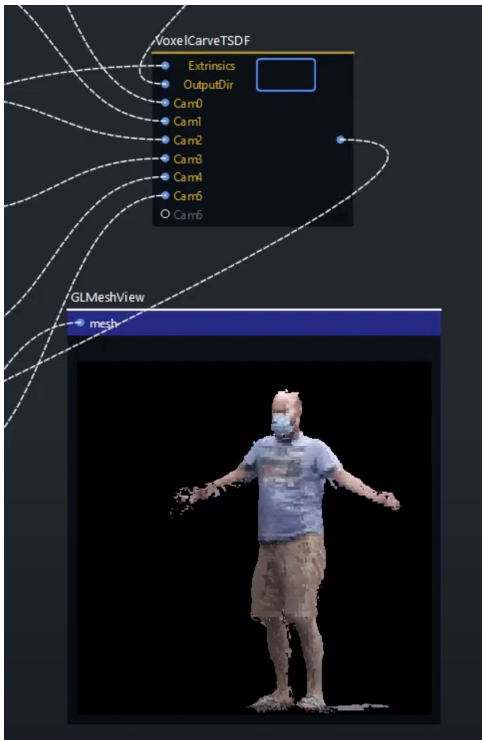 VoxelCarveTSDF
Extrinsics
OutputDir
Cam0
Cam1
Cam2
Cam3
Cam4
Cam5
Cam6
GLMeshView
mesh